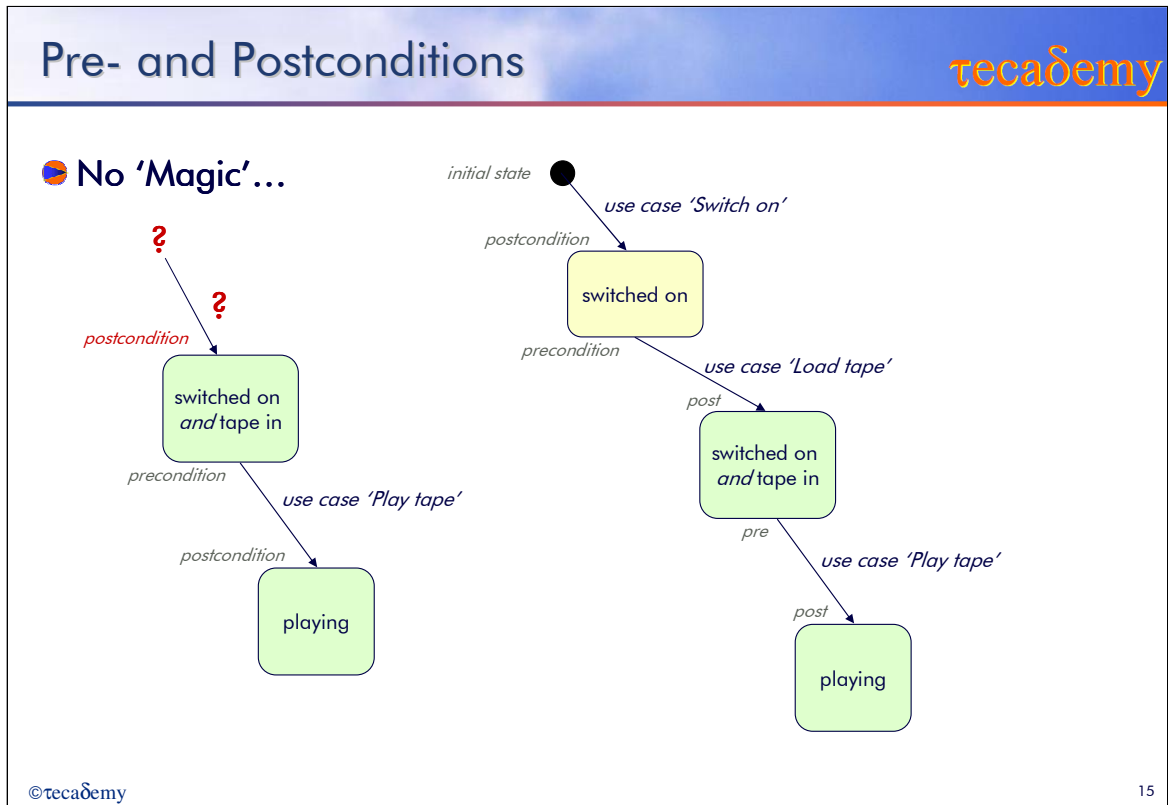 Pre- and Postconditions
τecaδemy
No ‘Magic’...
?
?
postcondition
switched on
and tape in
precondition
use case ‘Play tape’
postcondition
playing
initial state
use case ‘Switch on’
postcondition
switched on
precondition
use case ‘Load tape’
post
switched on
and tape in
pre
use case ‘Play tape’
post
playing
©τecaδemy
15